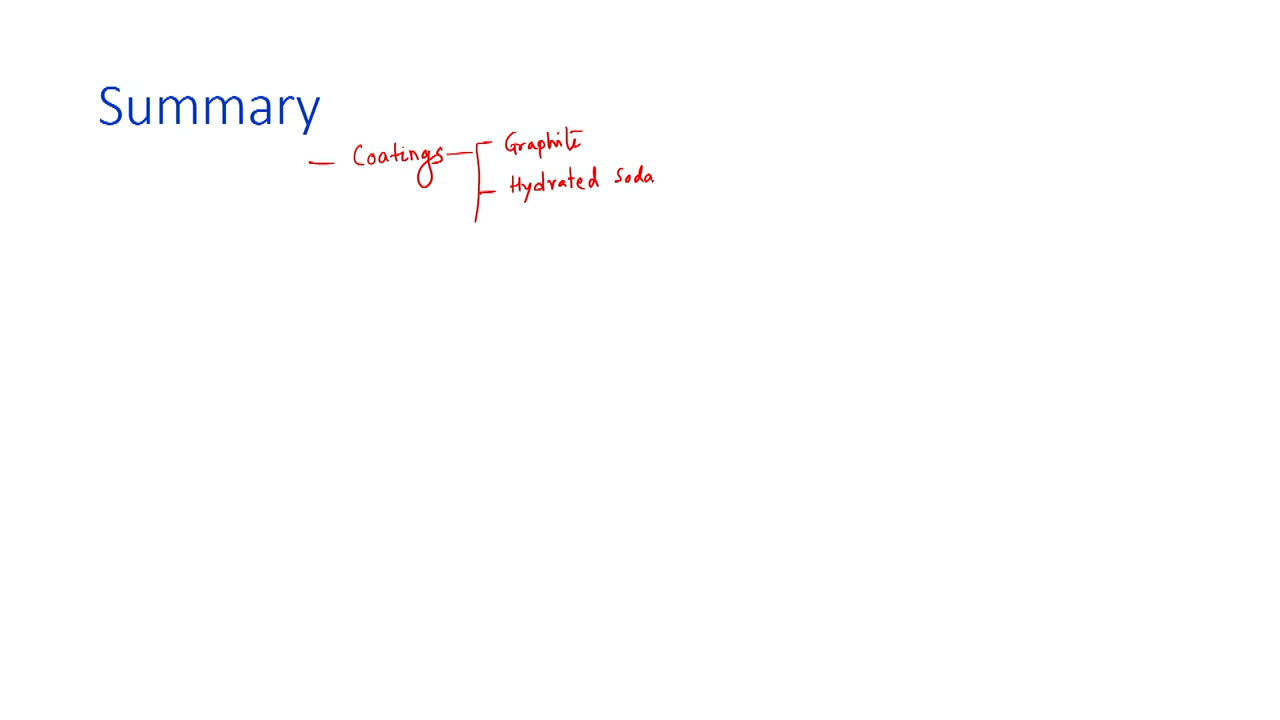 Summary
— Coatings — Graphite
Hydrated Soda